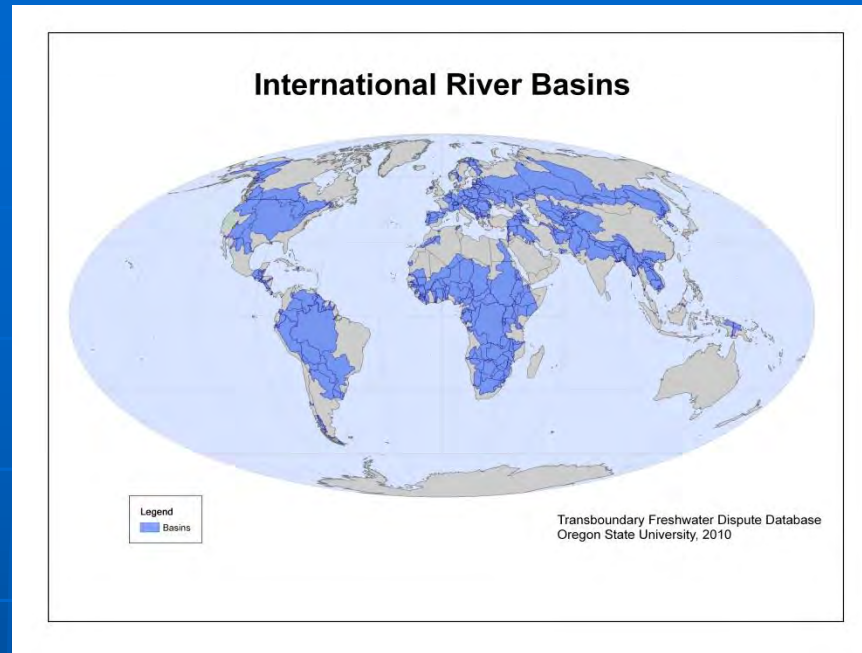 International River Basins
Legend
Basins
Transboundary Freshwater Dispute Database
Oregon State University, 2010